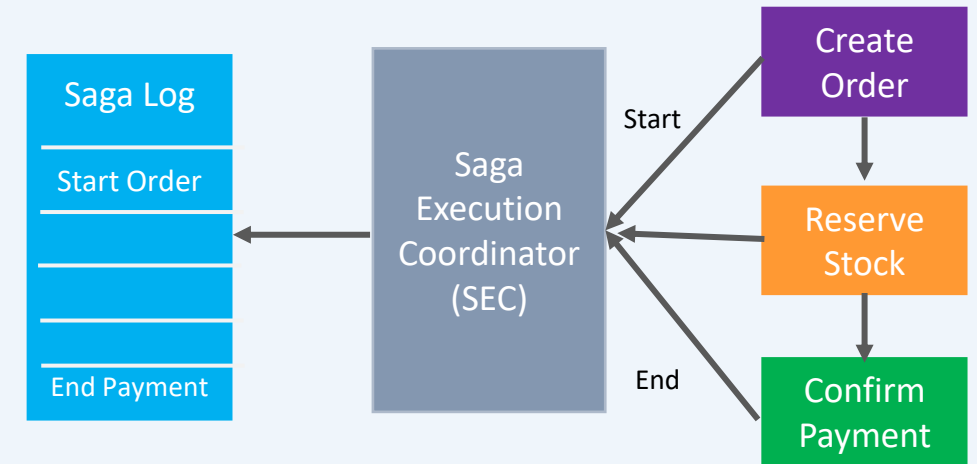 Saga Log
Start Order
End Payment
Saga
Execution
Coordinator
(SEC)
Start
End
Create
Order
Reserve
Stock
Confirm
Payment